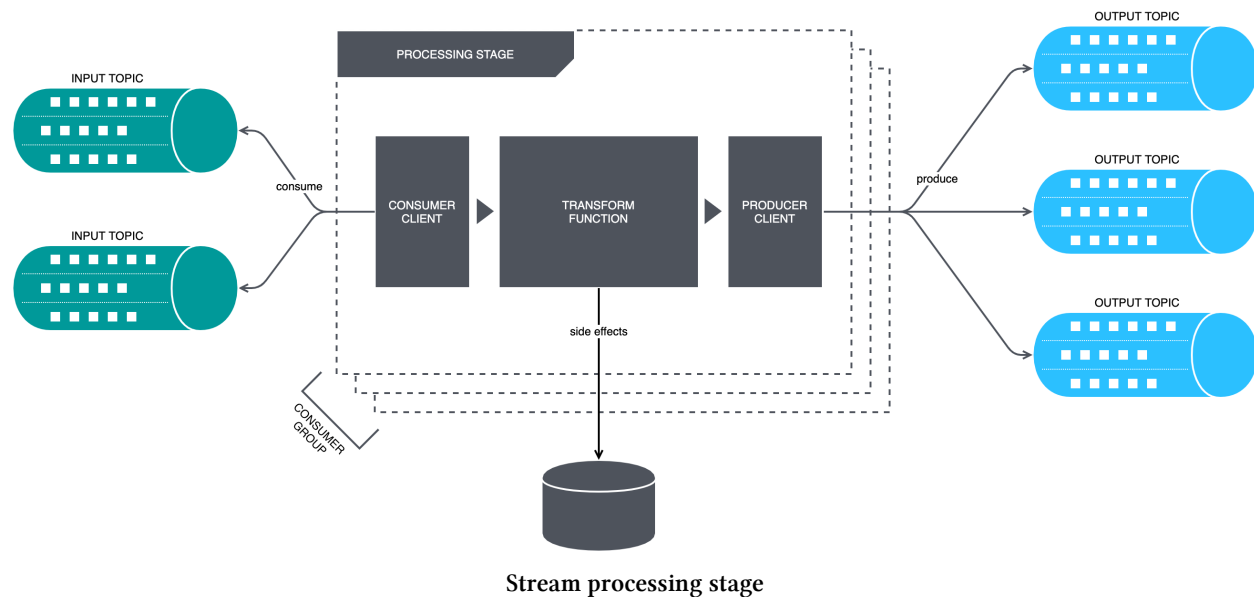 INPUT TOPIC
INPUT TOPIC
consume
PROCESSING STAGE
CONSUMER
CLIENT
TRANSFORM
FUNCTION
PRODUCER
CLIENT
side effects
CONSUMER
GROUP
produce
OUTPUT TOPIC
OUTPUT TOPIC
OUTPUT TOPIC
Stream processing stage